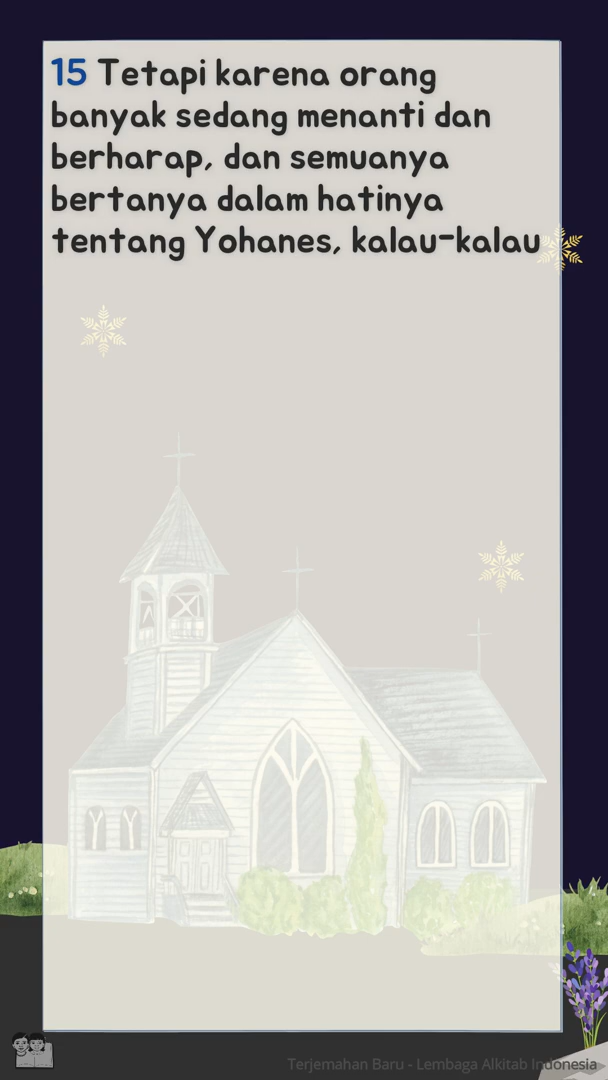 15 Tetapi karena orang
banyak sedang menanti dan
berharap, dan semuanya
bertanya dalam hatinya
tentang Yohanes, kalau-kalau
Terjemahan Baru - Lembaga Alkitab Indonesia